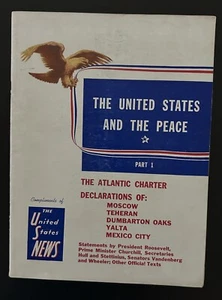 THE UNITED STATES
AND THE PEACE
PART I
THE ATLANTIC CHARTER
DECLARATIONS OF:
MOSCOW
TEHERAN
DUMBARTON OAKS
YALTA
MEXICO CITY
Statements by President Roosevelt,
Prime Minister Churchill, Secretaries
Hull and Stettinius, Senators Vandenberg
and Wheeler; Other Official Texts
Compliments of
THE
United
States
NEWS